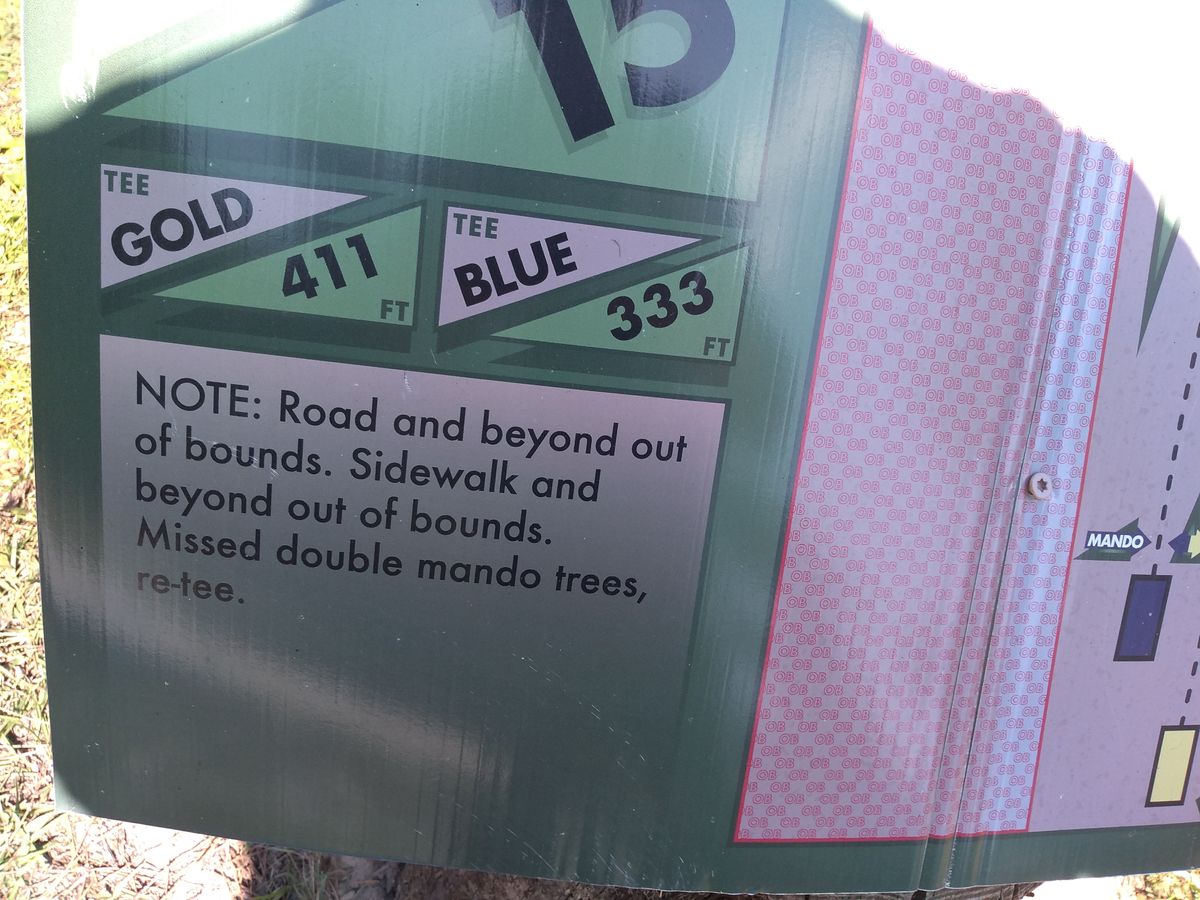 TEE
GOLD
411
FT
TEE
BLUE
333
FT
NOTE: Road and beyond out
of bounds. Sidewalk and
beyond out of bounds.
Missed double mando trees,
re-tee.
OB
MANDO